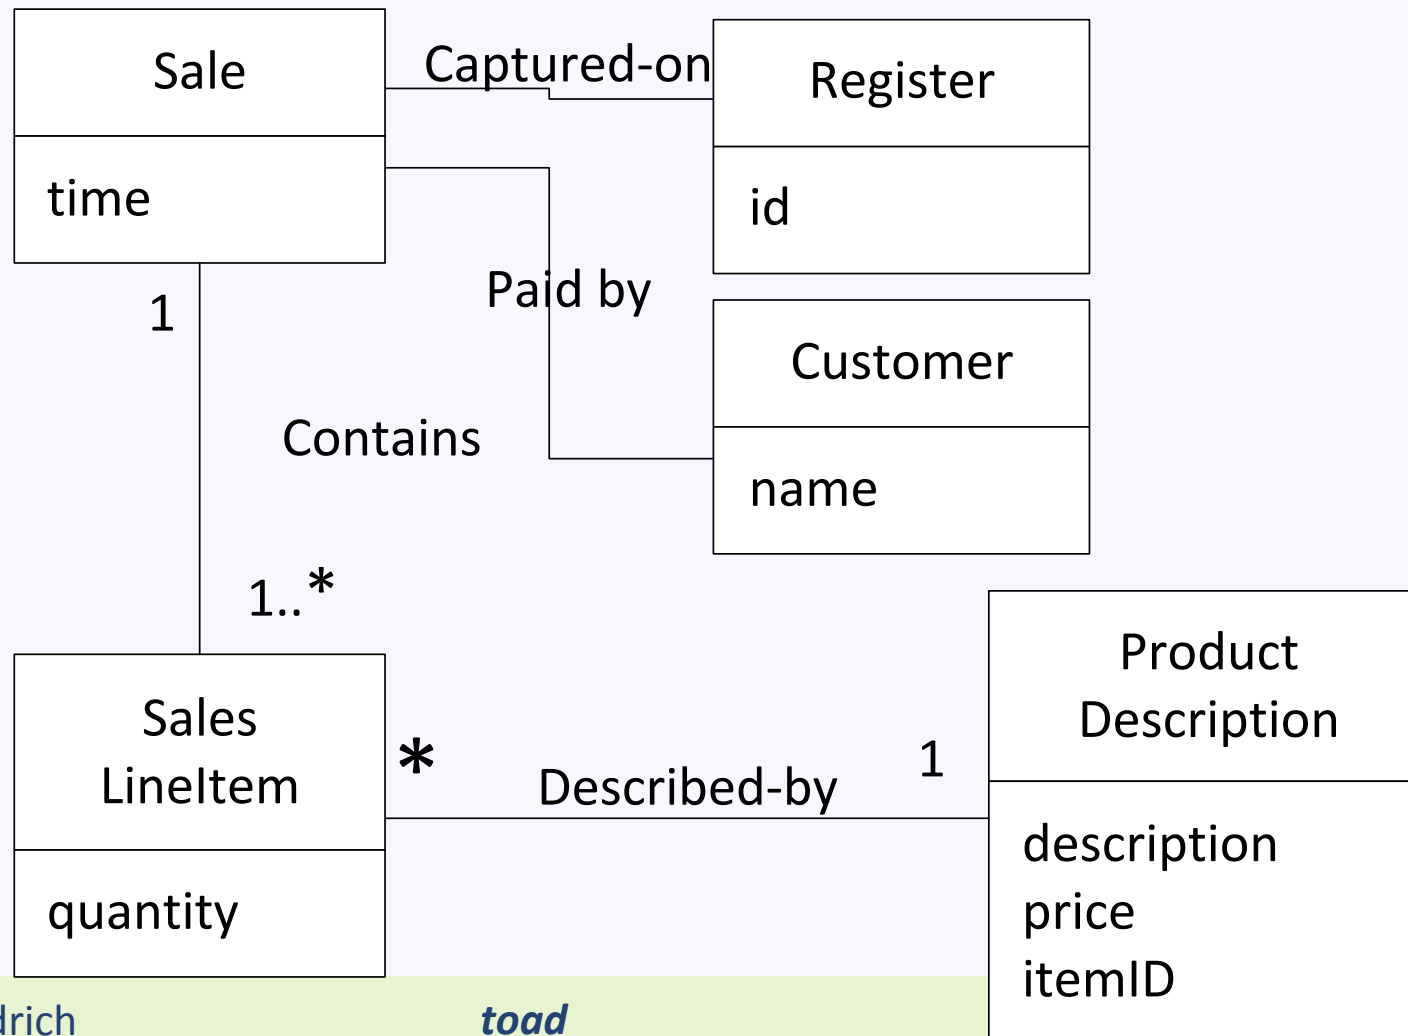 Sale
Captured-on
Register
time
id
Paid by
1
Customer
Contains
name
1..*
Product
Description
Sales
LineItem
*
Described-by
1
description
price
itemID
quantity
drich
toad